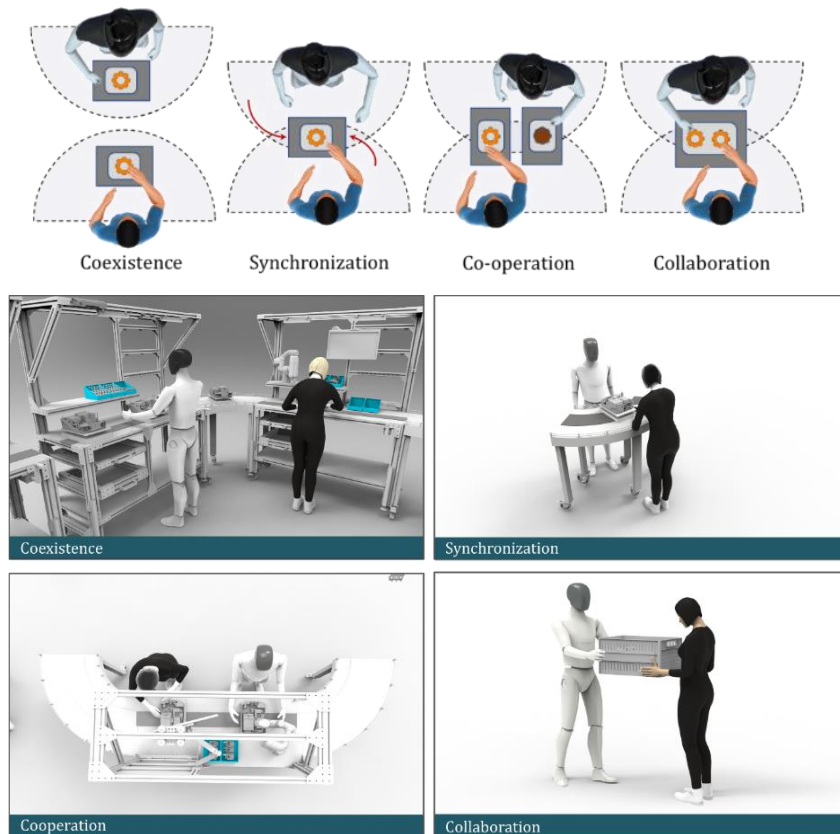 Coexistence
Synchronization
Co-operation
Collaboration
Coexistence
Synchronization
Cooperation
Collaboration